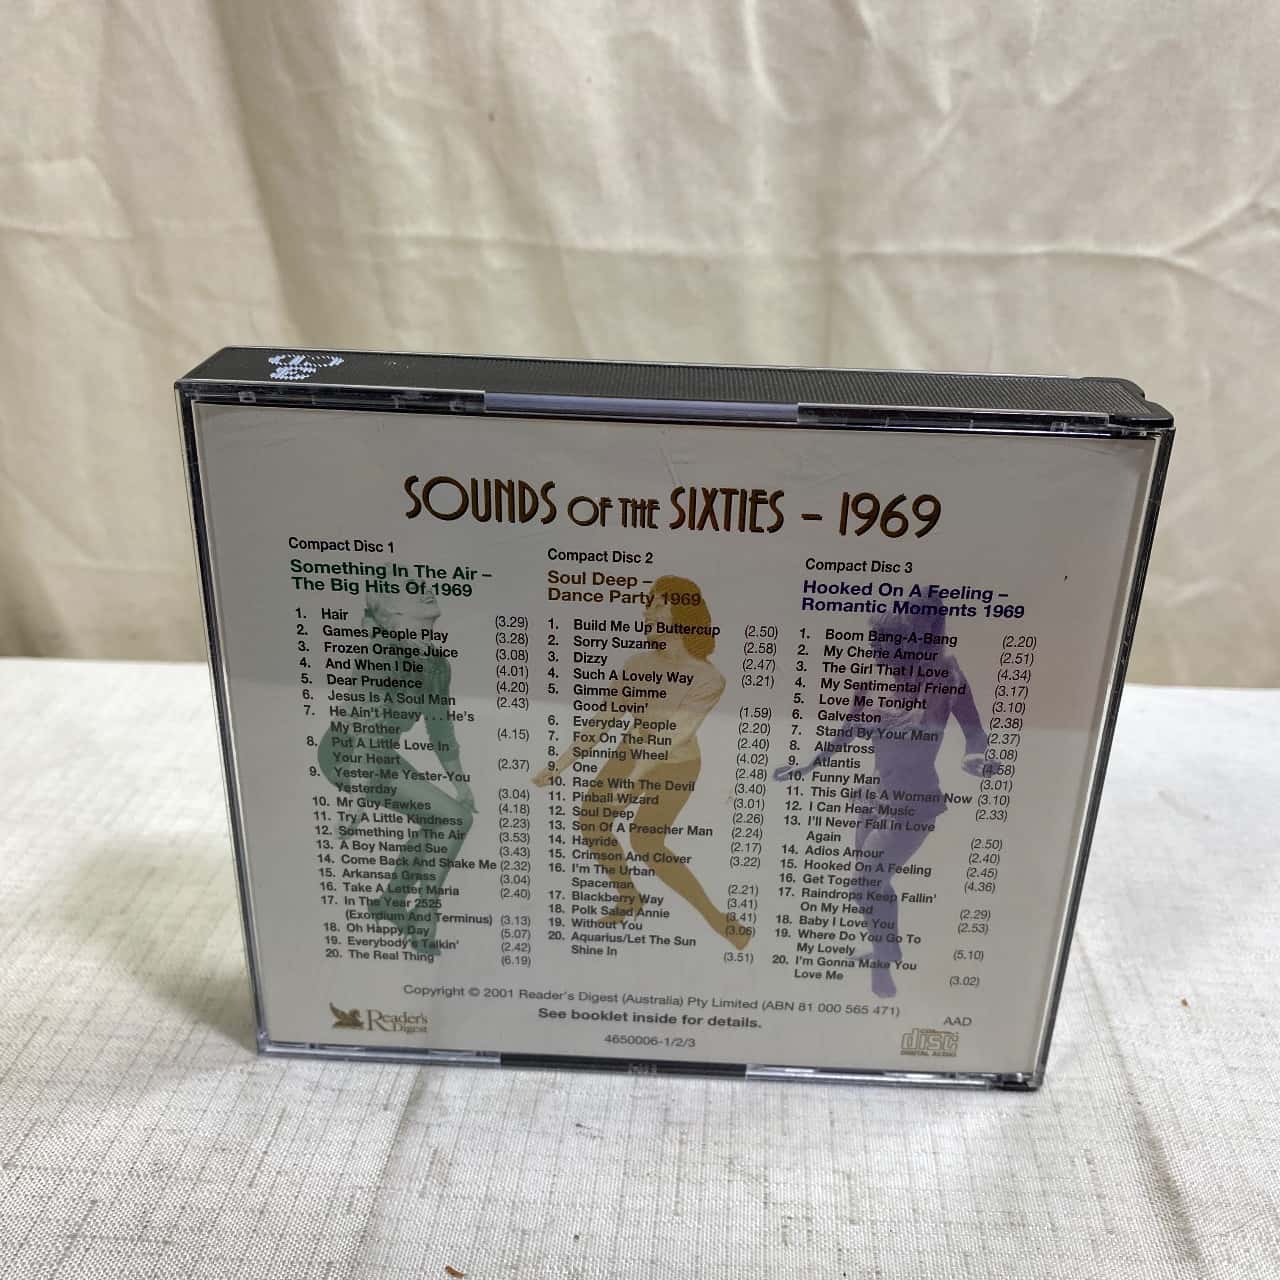 SOUNDS OF THE SIXTIES – 1969
Compact Disc 1
Something In The Air –
The Big Hits Of 1969
1. Hair (3.29)
2. Games People Play (3.28)
3. Frozen Orange Juice (3.08)
4. And When I Die (4.01)
5. Dear Prudence (4.20)
6. Jesus Is A Soul Man (2.43)
7. He Ain't Heavy . . . He's
My Brother (4.15)
8. Put A Little Love In
Your Heart (2.37)
9. Yester-Me Yester-You
Yesterday (3.04)
10. Mr Guy Fawkes (4.18)
11. Try A Little Kindness (2.23)
12. Something In The Air (3.53)
13. A Boy Named Sue (3.43)
14. Come Back And Shake Me (2.32)
15. Arkansas Grass (3.04)
16. Take A Letter Maria (2.40)
17. In The Year 2525
(Exordium And Terminus) (3.13)
18. Oh Happy Day (5.07)
19. Everybody's Talkin' (2.42)
20. The Real Thing (6.19)
Compact Disc 2
Soul Deep –
Dance Party 1969
1. Build Me Up Buttercup (2.50)
2. Sorry Suzanne (2.58)
3. Dizzy (2.47)
4. Such A Lovely Way (3.21)
5. Gimme Gimme
Good Lovin' (1.59)
6. Everyday People (2.20)
7. Fox On The Run (2.40)
8. Spinning Wheel (4.02)
9. One (2.48)
10. Race With The Devil (3.40)
11. Pinball Wizard (3.01)
12. Soul Deep (2.26)
13. Son Of A Preacher Man (2.24)
14. Hayride (2.17)
15. Crimson And Clover (3.22)
16. I'm The Urban
Spaceman (2.21)
17. Blackberry Way (3.41)
18. Polk Salad Annie (3.41)
19. Without You (3.06)
20. Aquarius/Let The Sun
Shine In (3.51)
Compact Disc 3
Hooked On A Feeling –
Romantic Moments 1969
1. Boom Bang-A-Bang (2.20)
2. My Cherie Amour (2.51)
3. The Girl That I Love (4.34)
4. My Sentimental Friend (3.17)
5. Love Me Tonight (3.10)
6. Galveston (2.38)
7. Stand By Your Man (2.37)
8. Albatross (3.08)
9. Atlantis (4.58)
10. Funny Man (3.01)
11. This Girl Is A Woman Now (3.10)
12. I Can Hear Music (2.33)
13. I'll Never Fall In Love
Again (2.50)
14. Adios Amour (2.40)
15. Hooked On A Feeling (2.45)
16. Get Together (4.36)
17. Raindrops Keep Fallin'
On My Head (2.29)
18. Baby I Love You (2.53)
19. Where Do You Go To
My Lovely (5.10)
20. I'm Gonna Make You
Love Me (3.02)
Copyright © 2001 Reader's Digest (Australia) Pty Limited (ABN 81 000 565 471)
See booklet inside for details.
4650006-1/2/3
Reader's
Digest
AAD
disc
DIGITAL AUDIO